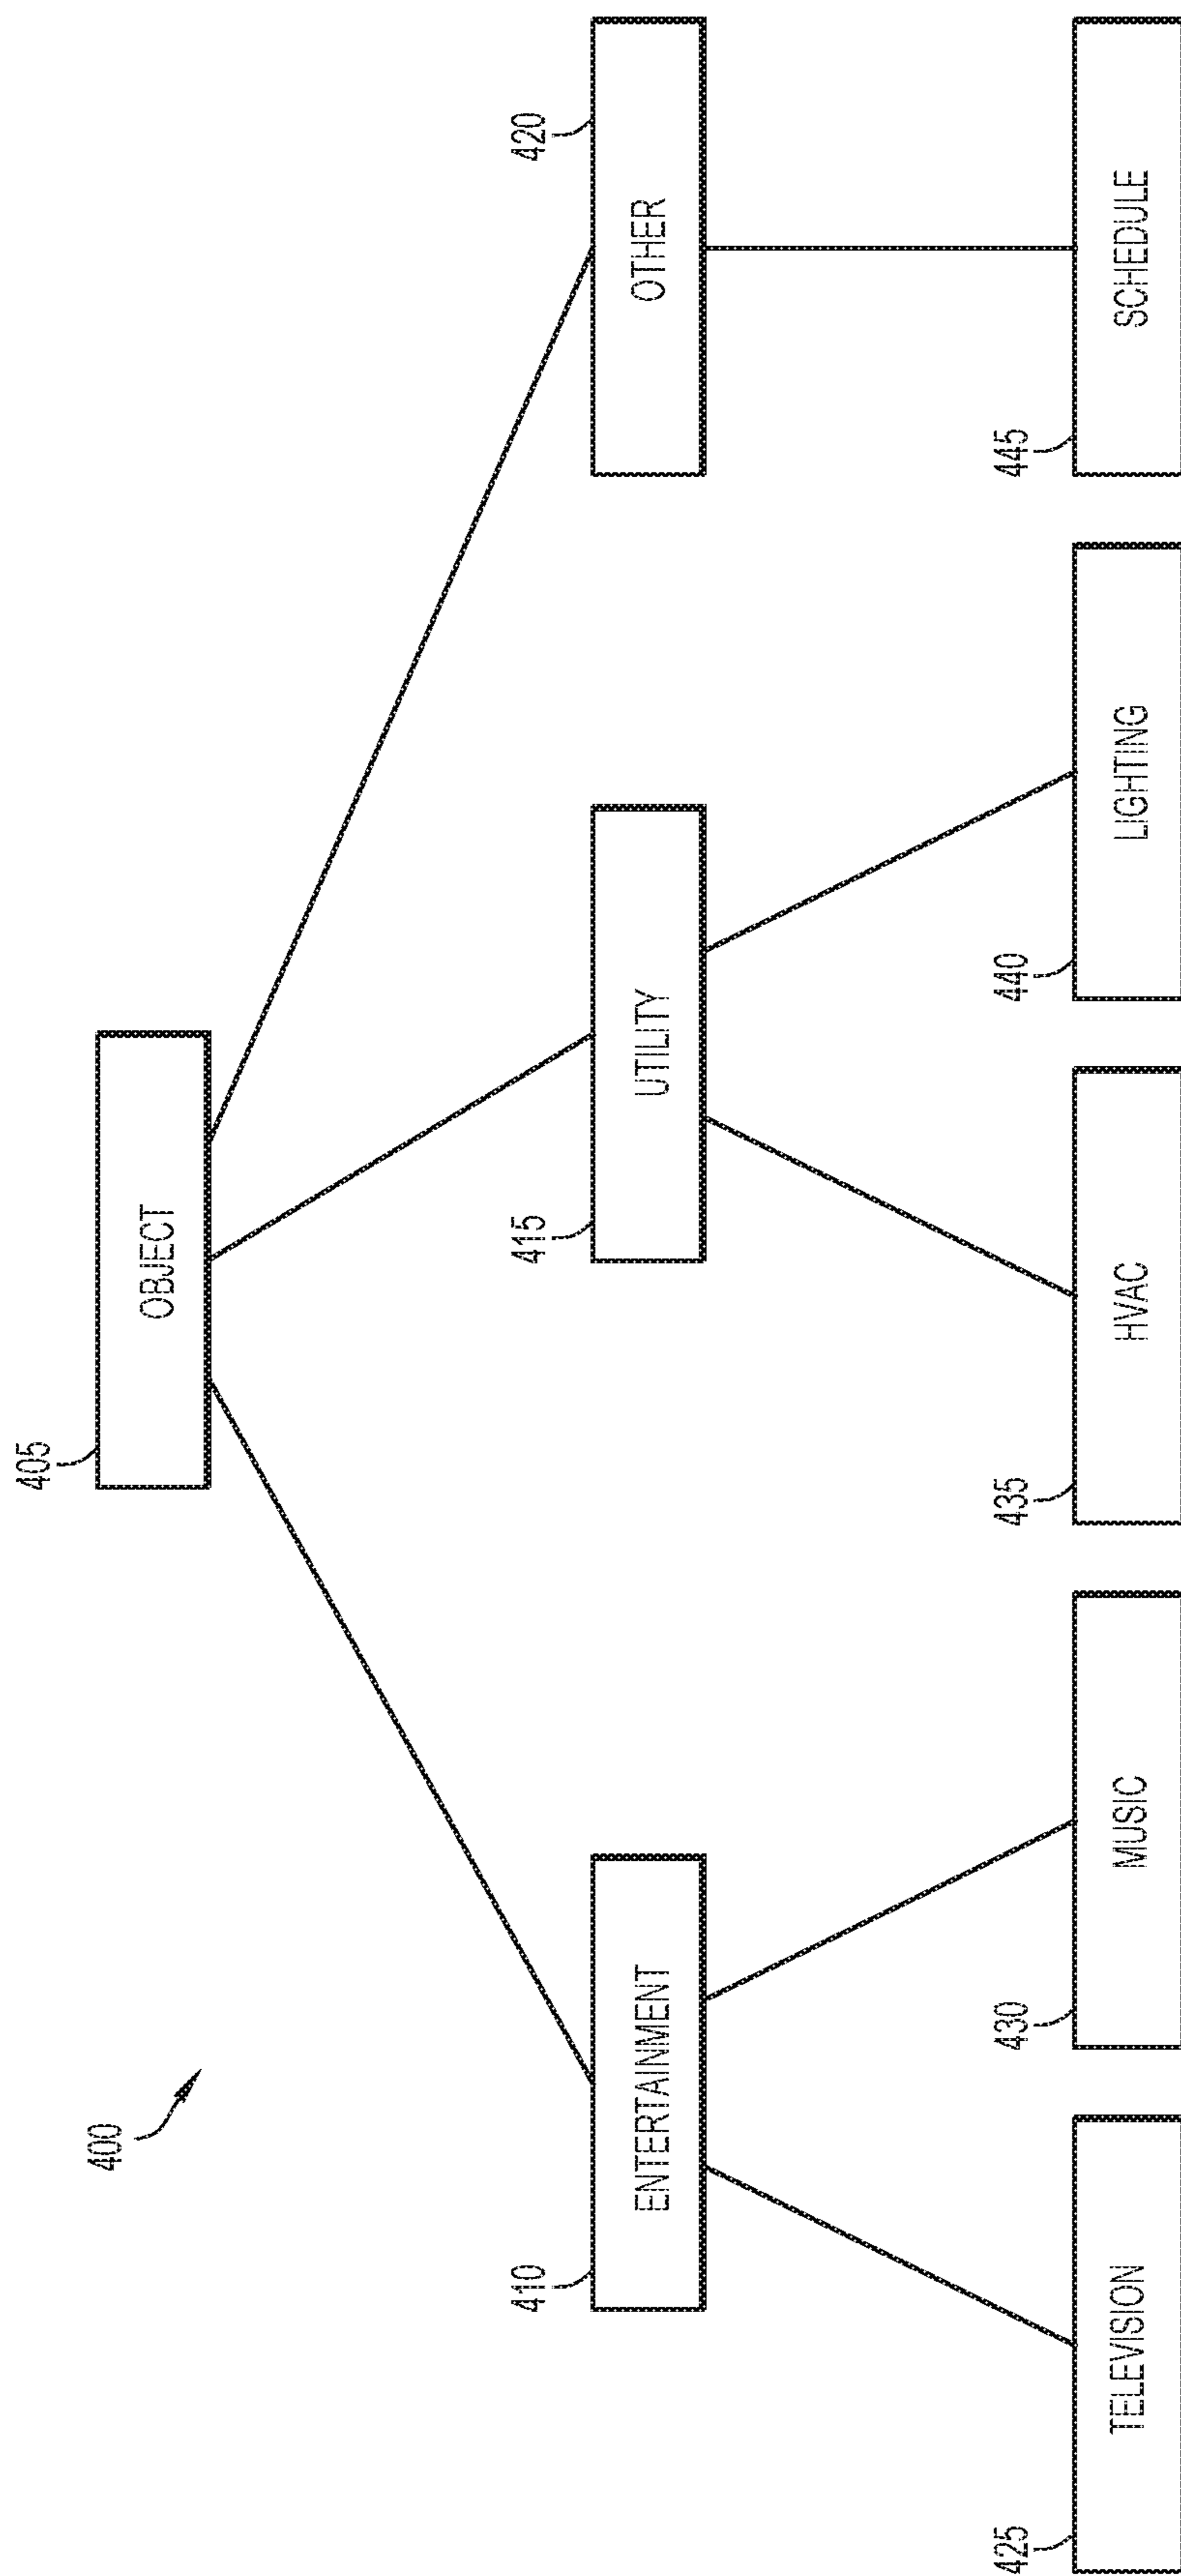 400
405
OBJECT
410
ENTERTAINMENT
415
UTILITY
420
OTHER
425
TELEVISION
430
MUSIC
435
HVAC
440
LIGHTING
445
SCHEDULE